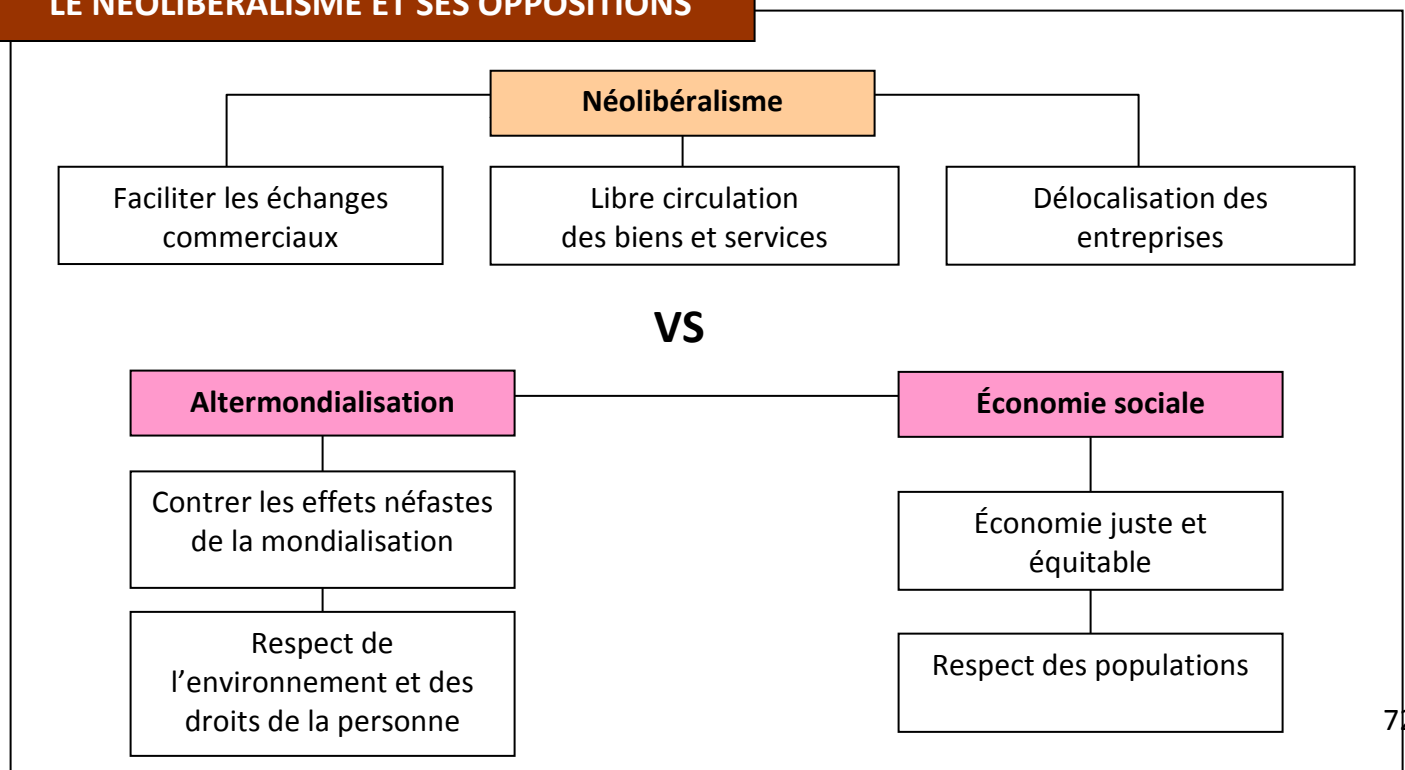 LE NÉOLIBÉRALISME ET SES OPPOSITIONS
Néolibéralisme
Faciliter les échanges
commerciaux
Libre circulation
des biens et services
Délocalisation des
entreprises
VS
Altermondialisation
Économie sociale
Contrer les effets néfastes
de la mondialisation
Économie juste et
équitable
Respect de
l’environnement et des
droits de la personne
Respect des populations